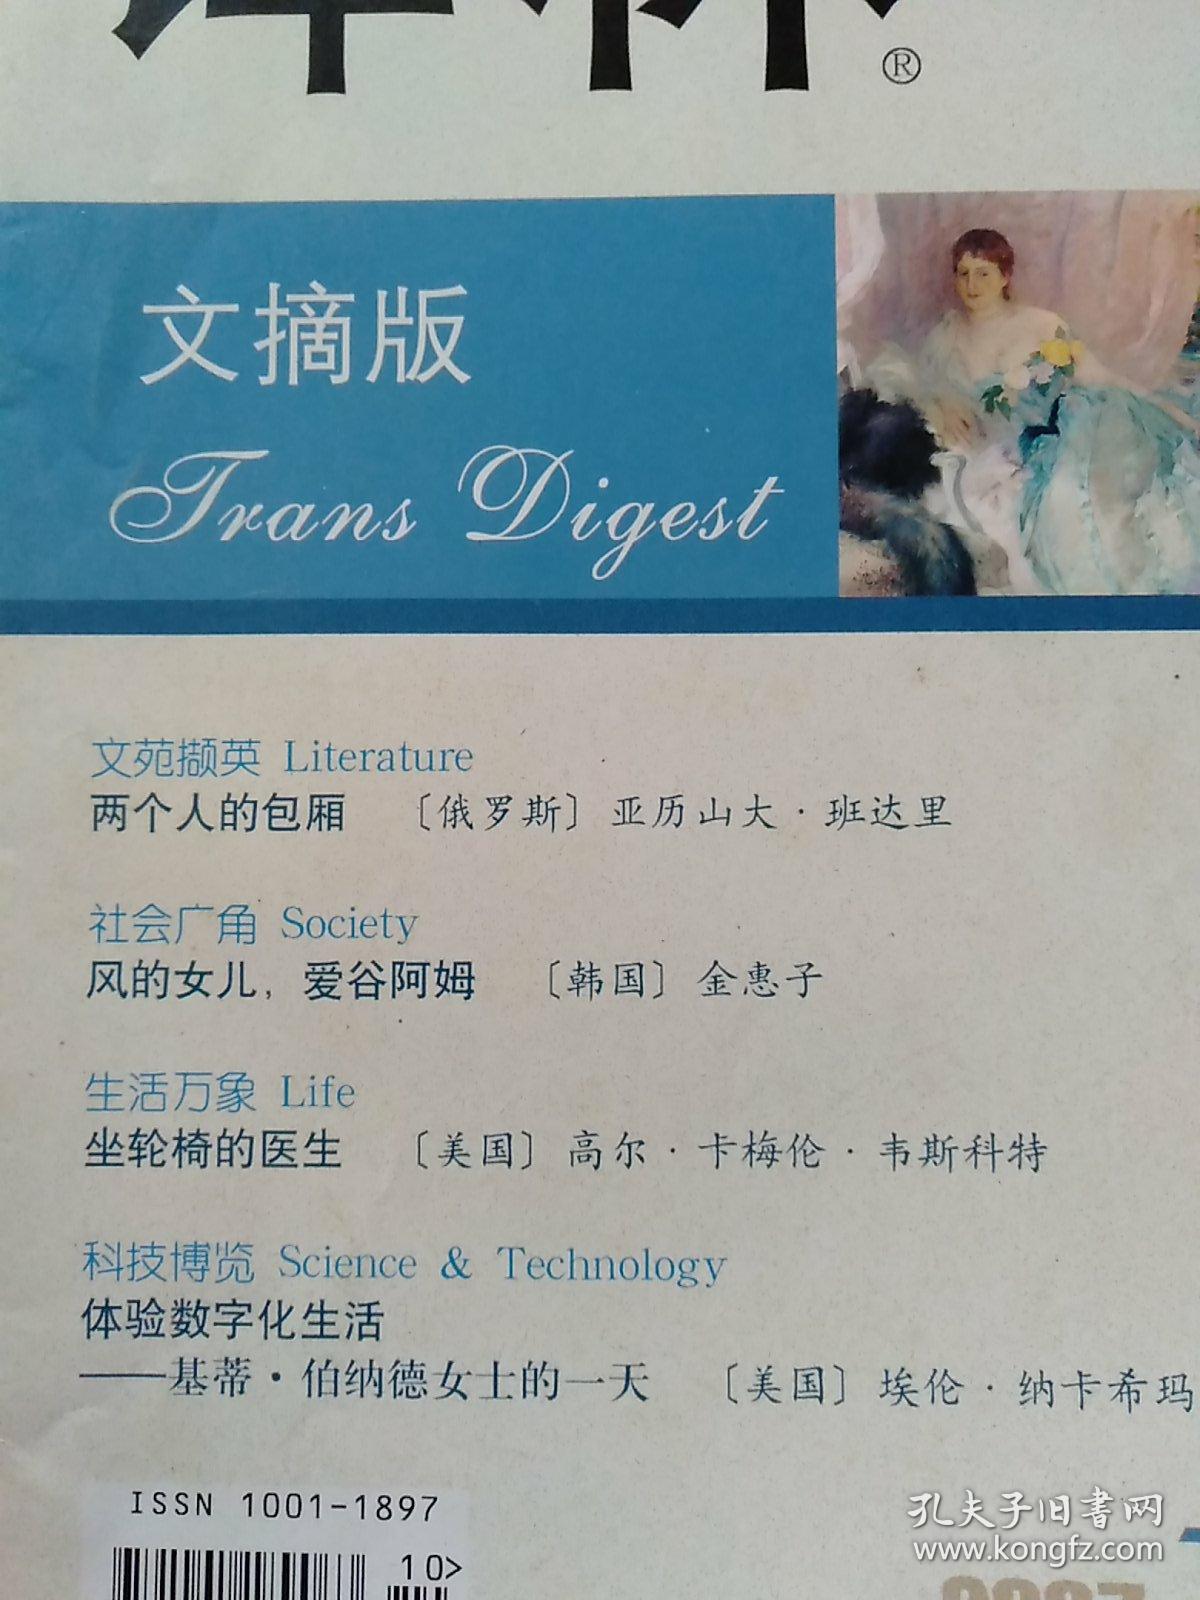 ®
文摘版
Trans Digest
文苑撷英 Literature
两个人的包厢 〔俄罗斯〕亚历山大·班达里
社会广角 Society
风的女儿，爱谷阿姆 〔韩国〕金惠子
生活万象 Life
坐轮椅的医生 〔美国〕高尔·卡梅伦·韦斯科特
科技博览 Science & Technology
体验数字化生活
——基蒂·伯纳德女士的一天 〔美国〕埃伦·纳卡希玛
ISSN 1001-1897
10>
孔夫子旧书网
www.kongfz.com